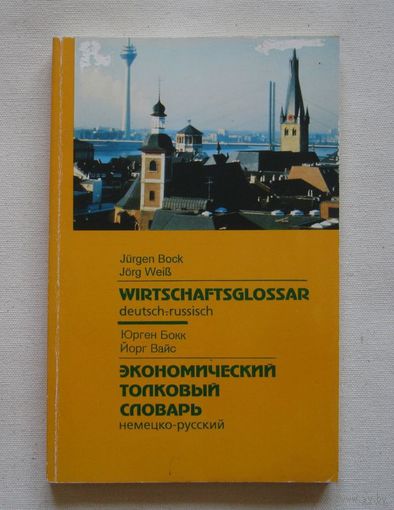 Jürgen Bock
Jörg Weiß
WIRTSCHAFTSGLOSSAR
deutsch-russisch
Юрген Бокк
Йорг Вайс
ЭКОНОМИЧЕСКИЙ
ТОЛКОВЫЙ
СЛОВАРЬ
немецко-русский